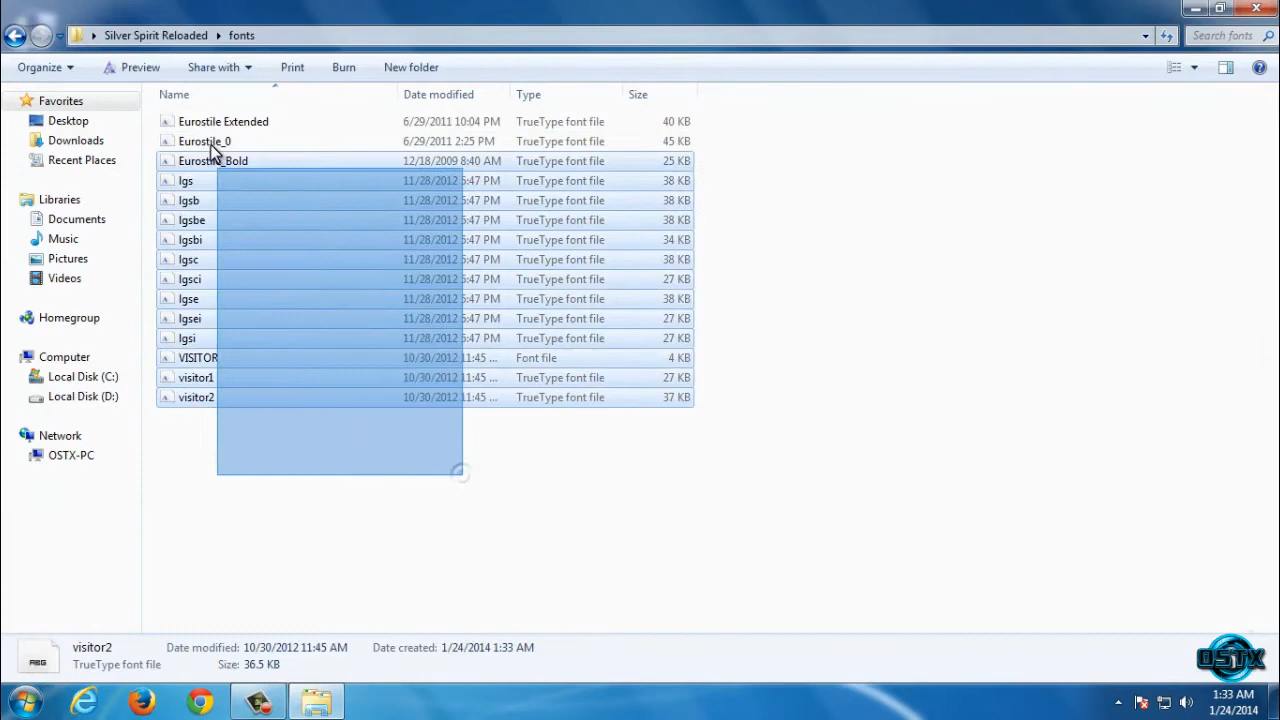 Silver Spirit Reloaded fonts Search fonts
Organize Preview Share with Print Burn New folder
Name Date modified Type Size
Favorites
Desktop
Downloads
Recent Places
Libraries
Documents
Music
Pictures
Videos
Homegroup
Computer
Local Disk (C:)
Local Disk (D:)
Network
OSTX-PC
Eurostile Extended 6/29/2011 10:04 PM TrueType font file 40 KB
Eurostile_0 6/29/2011 2:25 PM TrueType font file 45 KB
Eurostile_Bold 12/18/2009 8:40 AM TrueType font file 25 KB
lgs 11/28/2012 5:47 PM TrueType font file 38 KB
lgsb 11/28/2012 5:47 PM TrueType font file 38 KB
lgsbe 11/28/2012 5:47 PM TrueType font file 38 KB
lgsbi 11/28/2012 5:47 PM TrueType font file 34 KB
lgsc 11/28/2012 5:47 PM TrueType font file 38 KB
lgsci 11/28/2012 5:47 PM TrueType font file 27 KB
lgse 11/28/2012 5:47 PM TrueType font file 38 KB
lgsei 11/28/2012 5:47 PM TrueType font file 27 KB
lgsi 11/28/2012 5:47 PM TrueType font file 27 KB
VISITOR 10/30/2012 11:45 ... Font file 4 KB
visitor1 10/30/2012 11:45 ... TrueType font file 27 KB
visitor2 10/30/2012 11:45 ... TrueType font file 37 KB
visitor2 Date modified: 10/30/2012 11:45 AM Date created: 1/24/2014 1:33 AM
TrueType font file Size: 36.5 KB
ABG
OSTX
1:33 AM
1/24/2014